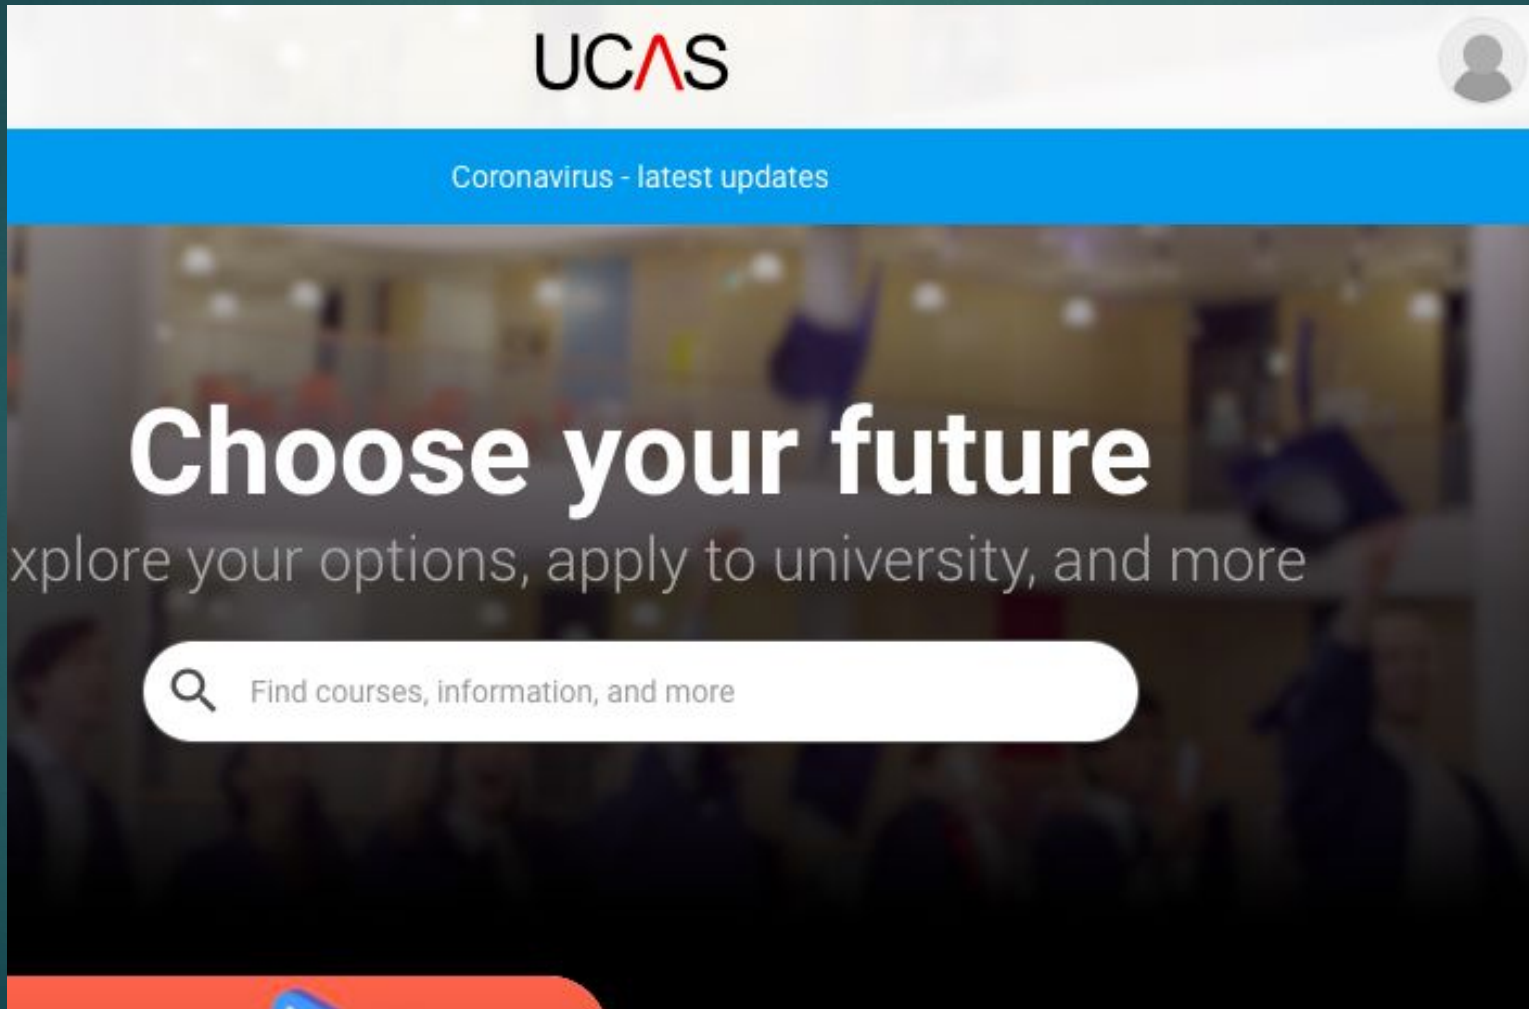 UCAS
Coronavirus - latest updates
Choose your future
xplore your options, apply to university, and more
Find courses, information, and more